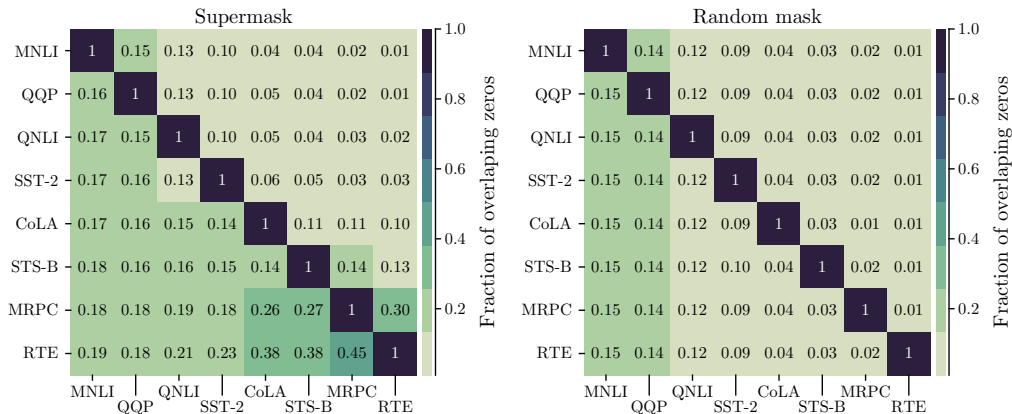 Supermask
MNLI 1 0.15 0.13 0.10 0.04 0.04 0.02 0.01
QQP 0.16 1 0.13 0.10 0.05 0.04 0.02 0.01
QNLI 0.17 0.15 1 0.10 0.05 0.04 0.03 0.02
SST-2 0.17 0.16 0.13 1 0.06 0.05 0.03 0.03
CoLA 0.17 0.16 0.15 0.14 1 0.11 0.11 0.10
STS-B 0.18 0.16 0.16 0.15 0.14 1 0.14 0.13
MRPC 0.18 0.18 0.19 0.18 0.26 0.27 1 0.30
RTE 0.19 0.18 0.21 0.23 0.38 0.38 0.45 1
MNLI QQP QNLI SST-2 CoLA STS-B MRPC RTE
1.0
0.8
0.6
0.4
0.2
Fraction of overlaping zeros
Random mask
MNLI 1 0.14 0.12 0.09 0.04 0.03 0.02 0.01
QQP 0.15 1 0.12 0.09 0.04 0.03 0.02 0.01
QNLI 0.15 0.14 1 0.09 0.04 0.03 0.02 0.01
SST-2 0.15 0.14 0.12 1 0.04 0.03 0.02 0.01
CoLA 0.15 0.14 0.12 0.09 1 0.03 0.01 0.01
STS-B 0.15 0.14 0.12 0.10 0.04 1 0.02 0.01
MRPC 0.15 0.14 0.12 0.09 0.04 0.03 1 0.01
RTE 0.15 0.14 0.12 0.09 0.04 0.03 0.02 1
MNLI QQP QNLI SST-2 CoLA STS-B MRPC RTE
1.0
0.8
0.6
0.4
0.2
Fraction of overlaping zeros